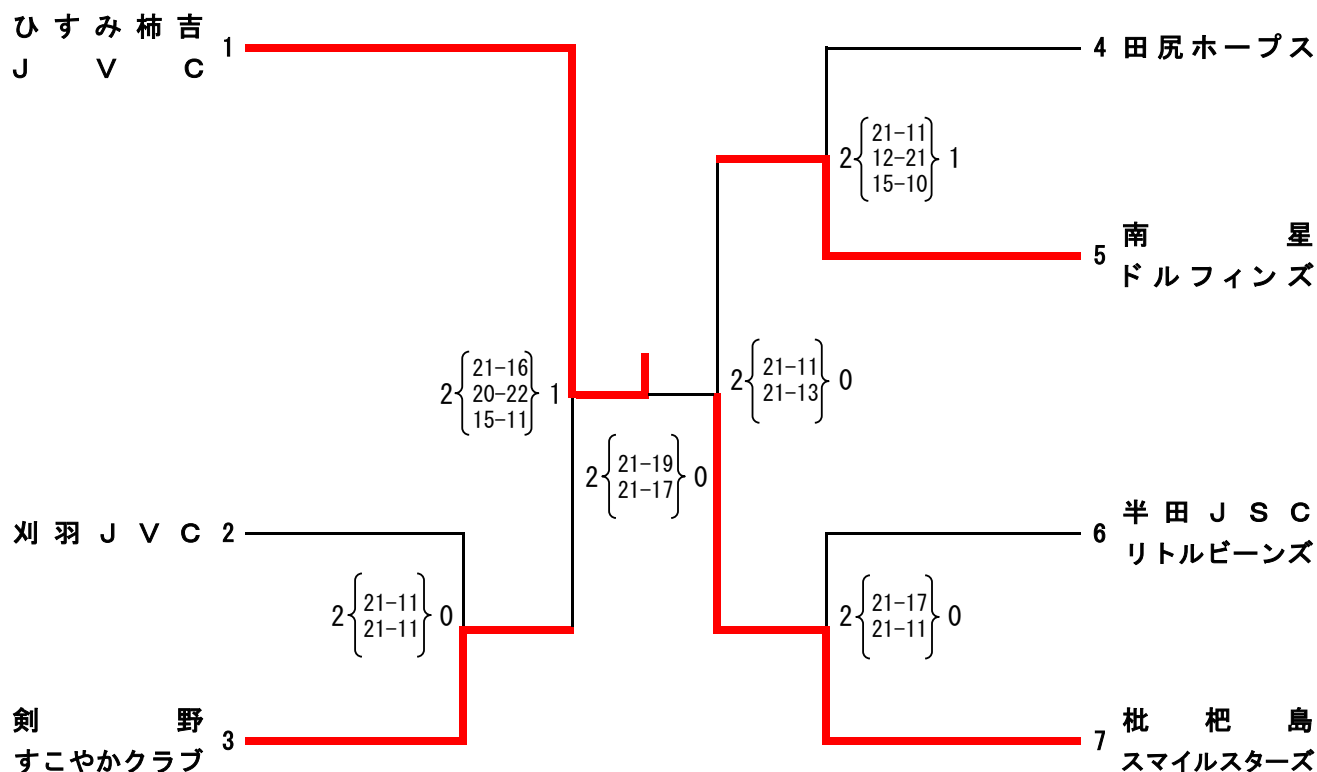 ひすみ柿吉
ＪＶＣ
1
4 田尻ホープス
2 21-11 1
12-21
15-10
5 南星
ドルフィンズ
2 21-16 1
20-22
15-11
2 21-11 0
21-13
2 21-19 0
21-17
刈羽ＪＶＣ 2
6 半田ＪＳＣ
リトルビーンズ
2 21-11 0
21-11
2 21-17 0
21-11
剣野
すこやかクラブ
3
7 枇杷島
スマイルスターズ